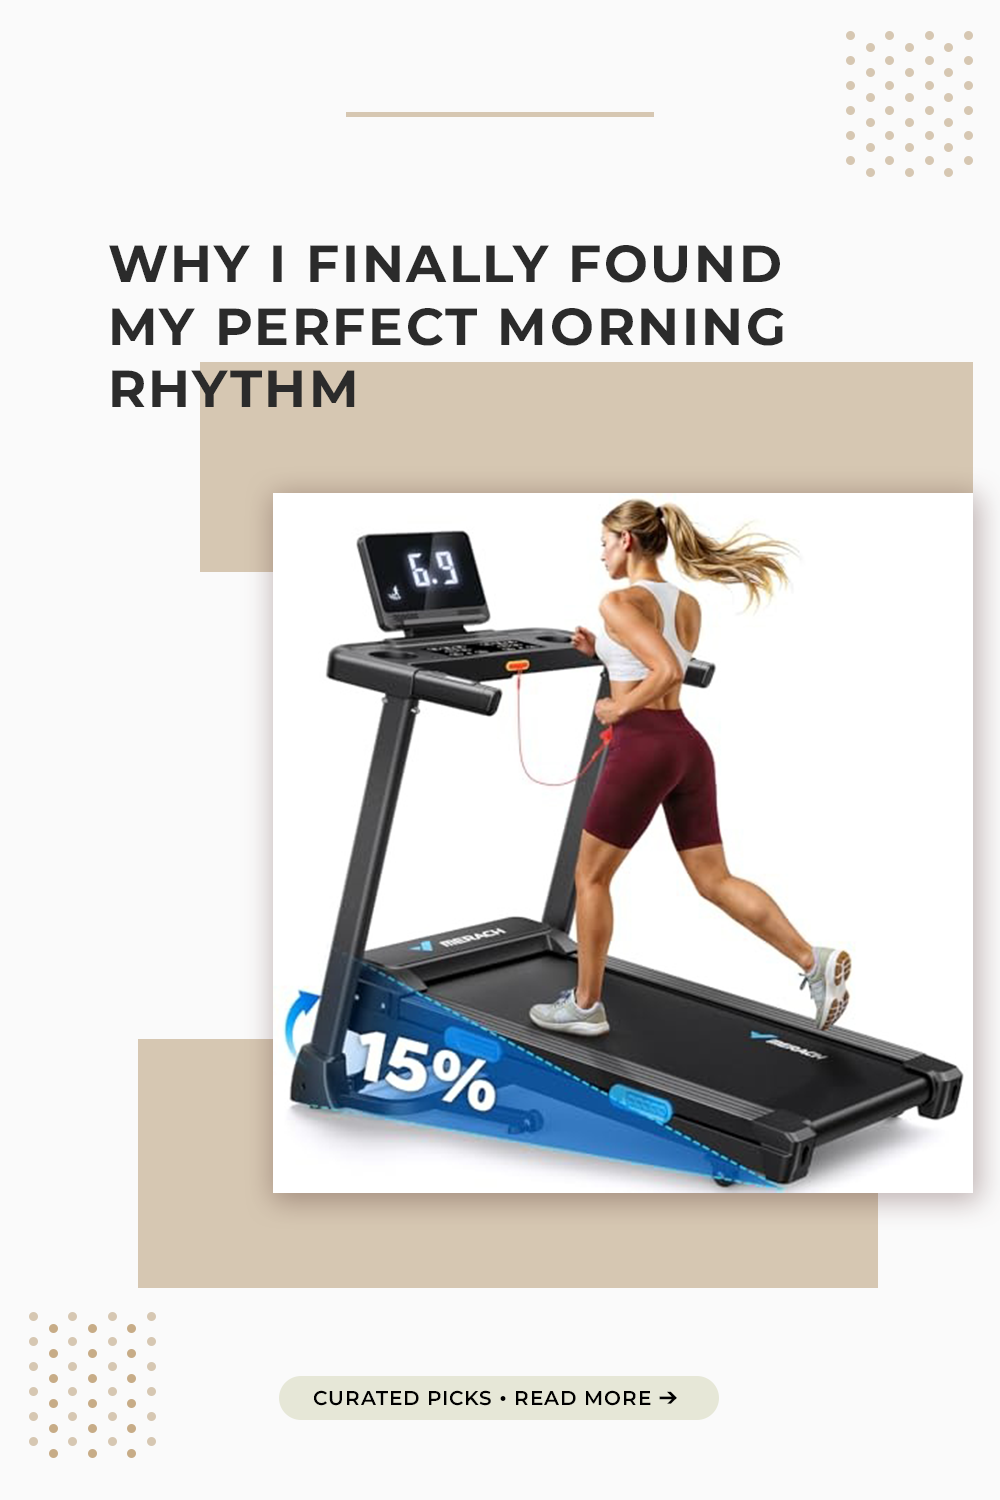 WHY I FINALLY FOUND
MY PERFECT MORNING
RHYTHM
6.9
MERACH
MERACH
15%
CURATED PICKS • READ MORE →